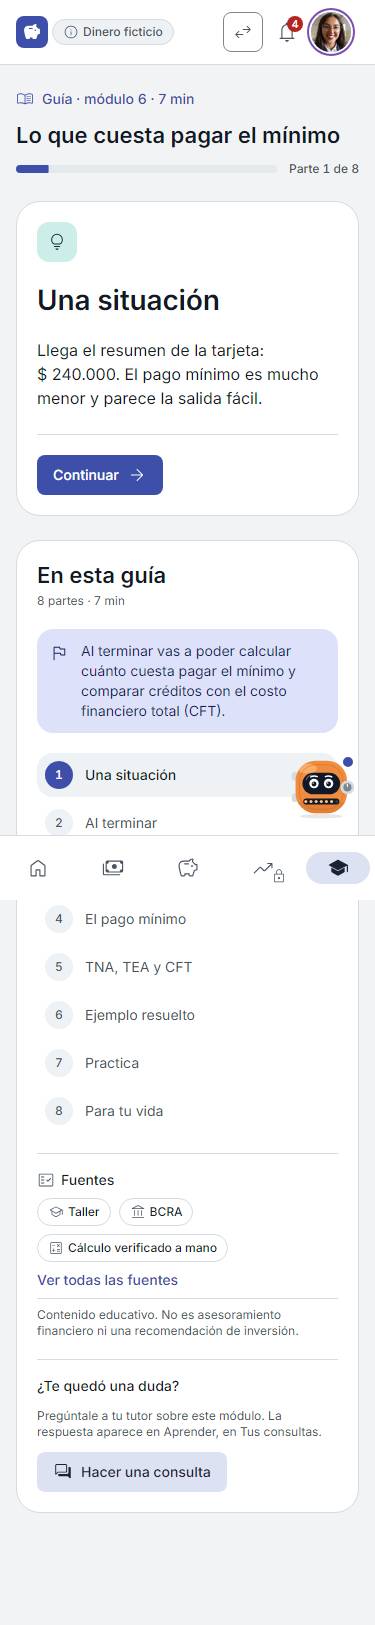 Dinero ficticio
4
Guía · módulo 6 · 7 min
Lo que cuesta pagar el mínimo
Parte 1 de 8
Una situación
Llega el resumen de la tarjeta:
$ 240.000. El pago mínimo es mucho
menor y parece la salida fácil.
Continuar
En esta guía
8 partes · 7 min
Al terminar vas a poder calcular
cuánto cuesta pagar el mínimo y
comparar créditos con el costo
financiero total (CFT).
1 Una situación
2 Al terminar
4 El pago mínimo
5 TNA, TEA y CFT
6 Ejemplo resuelto
7 Practica
8 Para tu vida
Fuentes
Taller BCRA
Cálculo verificado a mano
Ver todas las fuentes
Contenido educativo. No es asesoramiento
financiero ni una recomendación de inversión.
¿Te quedó una duda?
Pregúntale a tu tutor sobre este módulo. La
respuesta aparece en Aprender, en Tus consultas.
Hacer una consulta